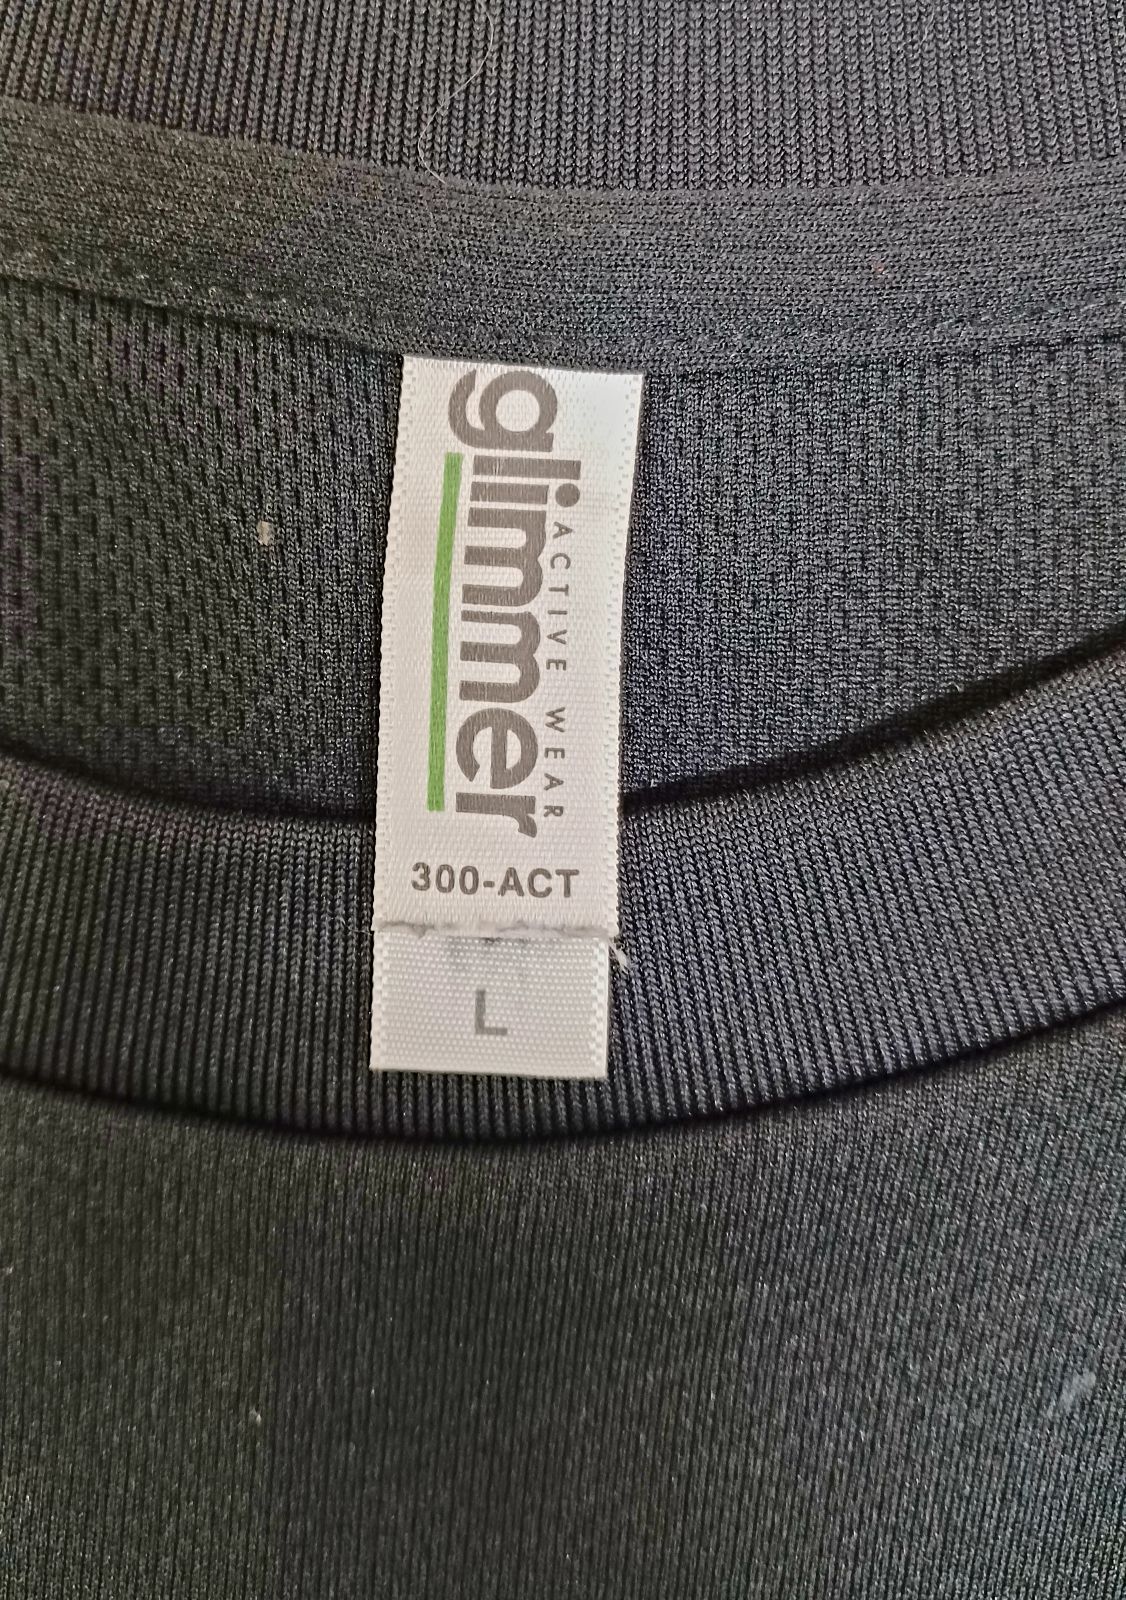 glimmer
ACTIVE WEAR
300-ACT
L